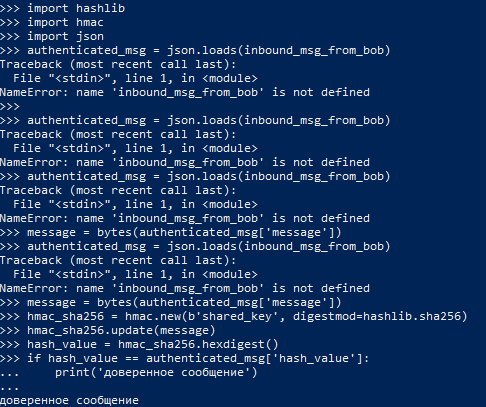 >>> import hashlib
>>> import hmac
>>> import json
>>> authenticated_msg = json.loads(inbound_msg_from_bob)
Traceback (most recent call last):
  File "<stdin>", line 1, in <module>
NameError: name 'inbound_msg_from_bob' is not defined
>>>
>>> authenticated_msg = json.loads(inbound_msg_from_bob)
Traceback (most recent call last):
  File "<stdin>", line 1, in <module>
NameError: name 'inbound_msg_from_bob' is not defined
>>> authenticated_msg = json.loads(inbound_msg_from_bob)
Traceback (most recent call last):
  File "<stdin>", line 1, in <module>
NameError: name 'inbound_msg_from_bob' is not defined
>>> message = bytes(authenticated_msg['message'])
>>> authenticated_msg = json.loads(inbound_msg_from_bob)
Traceback (most recent call last):
  File "<stdin>", line 1, in <module>
NameError: name 'inbound_msg_from_bob' is not defined
>>> message = bytes(authenticated_msg['message'])
>>> hmac_sha256 = hmac.new(b'shared_key', digestmod=hashlib.sha256)
>>> hmac_sha256.update(message)
>>> hash_value = hmac_sha256.hexdigest()
>>> if hash_value == authenticated_msg['hash_value']:
...     print('доверенное сообщение')
...
доверенное сообщение